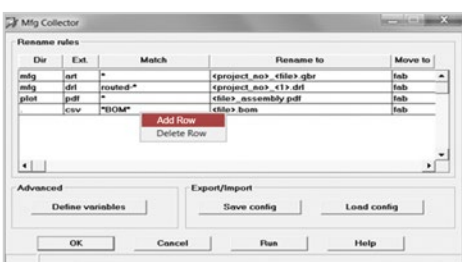 Mfg Collector
Rename rules
Dir Ext. Match Rename to Move to
mfg art * <project_no>_<file>.gbr fab
mfg drl routed-* <project_no>_<1>.drl fab
plot pdf * <file>_assembly.pdf fab
. csv *BOM* <file>.bom fab
Add Row
Delete Row
Advanced Export/Import
Define variables Save config Load config
OK Cancel Run Help